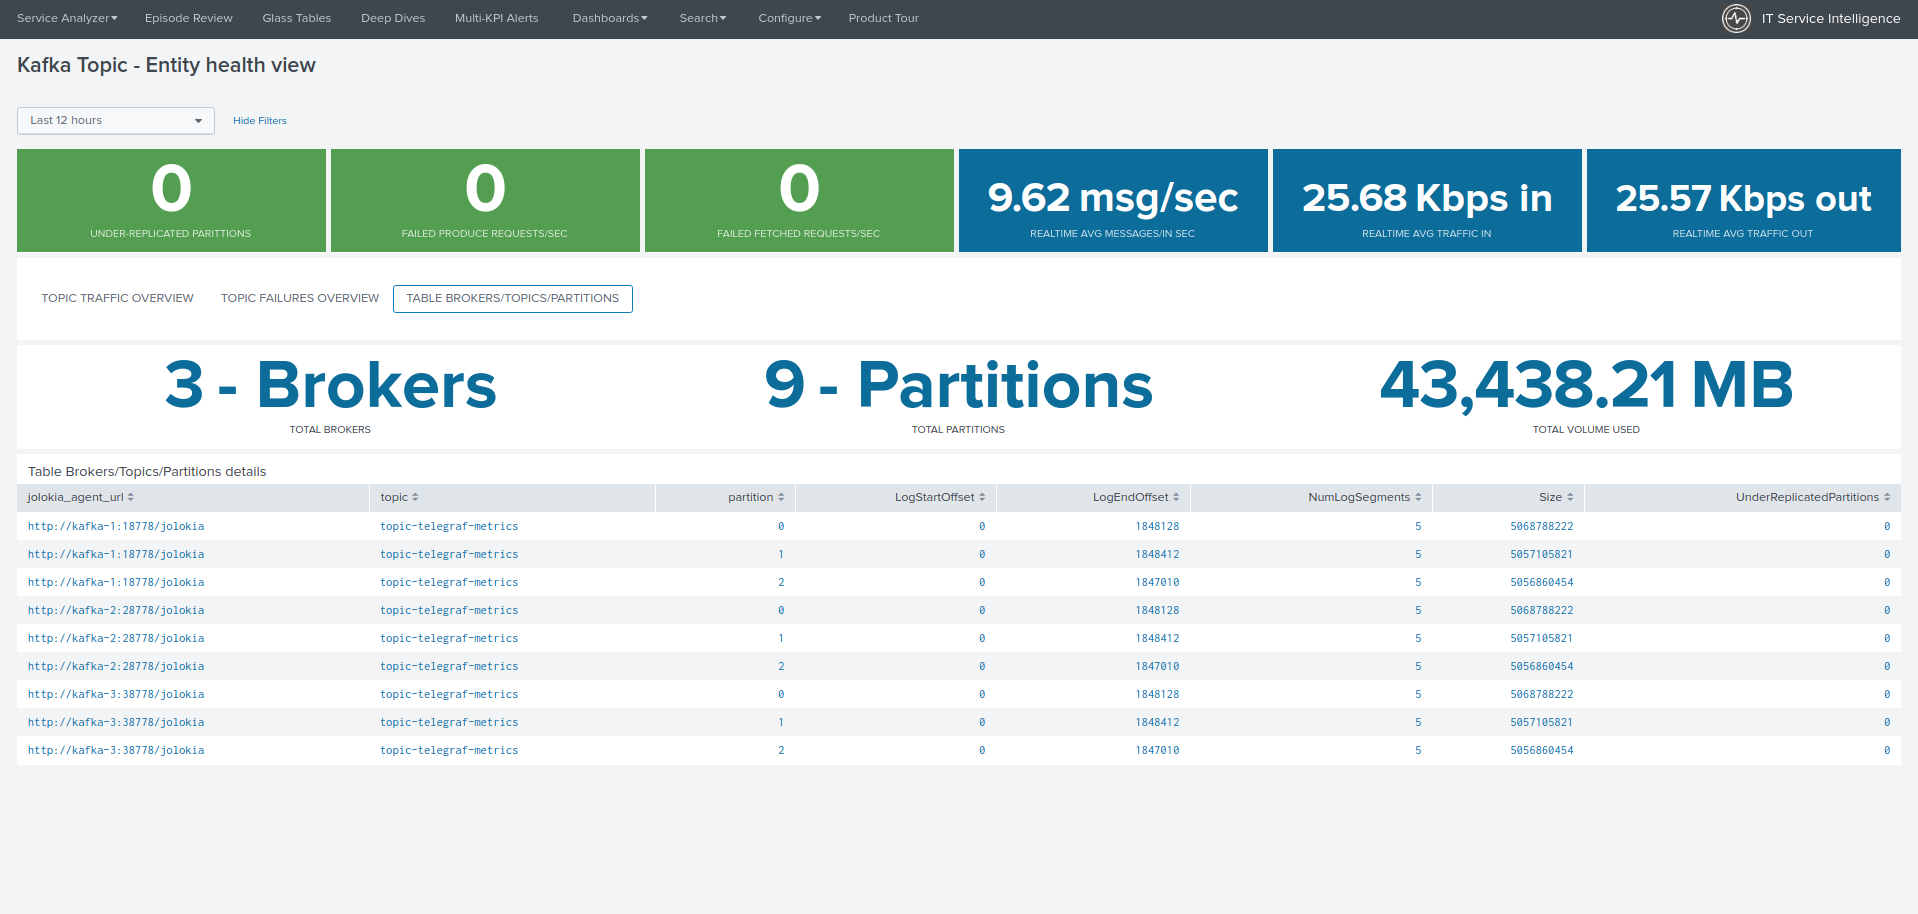 Service Analyzer Episode Review Glass Tables Deep Dives Multi-KPI Alerts Dashboards Search Configure Product Tour IT Service Intelligence
Kafka Topic - Entity health view
Last 12 hours Hide Filters
0 0 0 9.62 msg/sec 25.68 Kbps in 25.57 Kbps out
UNDER-REPLICATED PARITTIONS FAILED PRODUCE REQUESTS/SEC FAILED FETCHED REQUESTS/SEC REALTIME AVG MESSAGES/IN SEC REALTIME AVG TRAFFIC IN REALTIME AVG TRAFFIC OUT
TOPIC TRAFFIC OVERVIEW TOPIC FAILURES OVERVIEW TABLE BROKERS/TOPICS/PARTITIONS
3 - Brokers 9 - Partitions 43,438.21 MB
TOTAL BROKERS TOTAL PARTITIONS TOTAL VOLUME USED
Table Brokers/Topics/Partitions details
jolokia_agent_url topic partition LogStartOffset LogEndOffset NumLogSegments Size UnderReplicatedPartitions
http://kafka-1:18778/jolokia topic-telegraf-metrics 0 0 1848128 5 5068788222 0
http://kafka-1:18778/jolokia topic-telegraf-metrics 1 0 1848412 5 5057105821 0
http://kafka-1:18778/jolokia topic-telegraf-metrics 2 0 1847010 5 5056860454 0
http://kafka-2:28778/jolokia topic-telegraf-metrics 0 0 1848128 5 5068788222 0
http://kafka-2:28778/jolokia topic-telegraf-metrics 1 0 1848412 5 5057105821 0
http://kafka-2:28778/jolokia topic-telegraf-metrics 2 0 1847010 5 5056860454 0
http://kafka-3:38778/jolokia topic-telegraf-metrics 0 0 1848128 5 5068788222 0
http://kafka-3:38778/jolokia topic-telegraf-metrics 1 0 1848412 5 5057105821 0
http://kafka-3:38778/jolokia topic-telegraf-metrics 2 0 1847010 5 5056860454 0